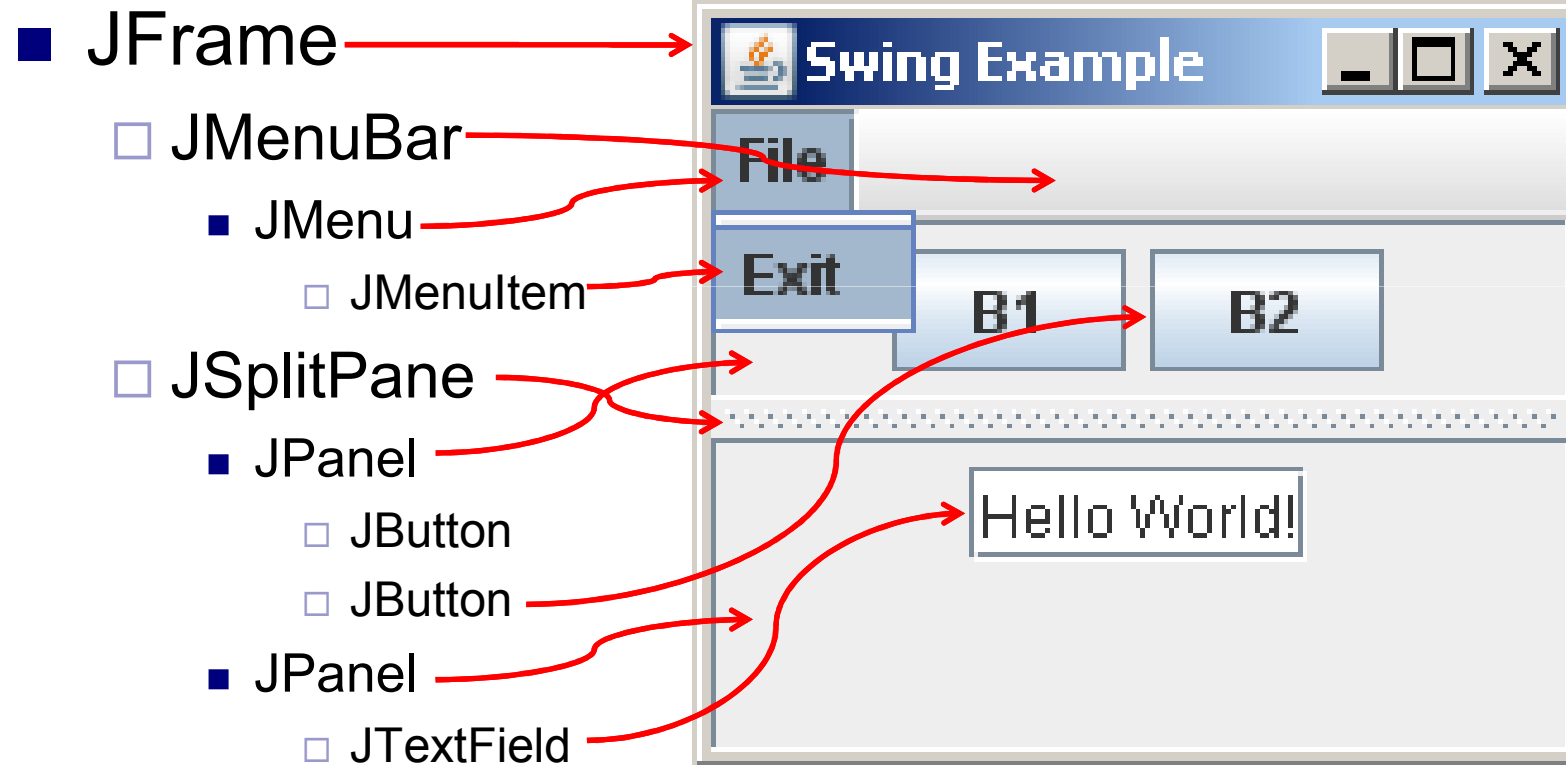 JFrame
JMenuBar
JMenu
JMenuItem
JSplitPane
JPanel
JButton
JButton
JPanel
JTextField
Swing Example
File
Exit
B1 B2
Hello World!